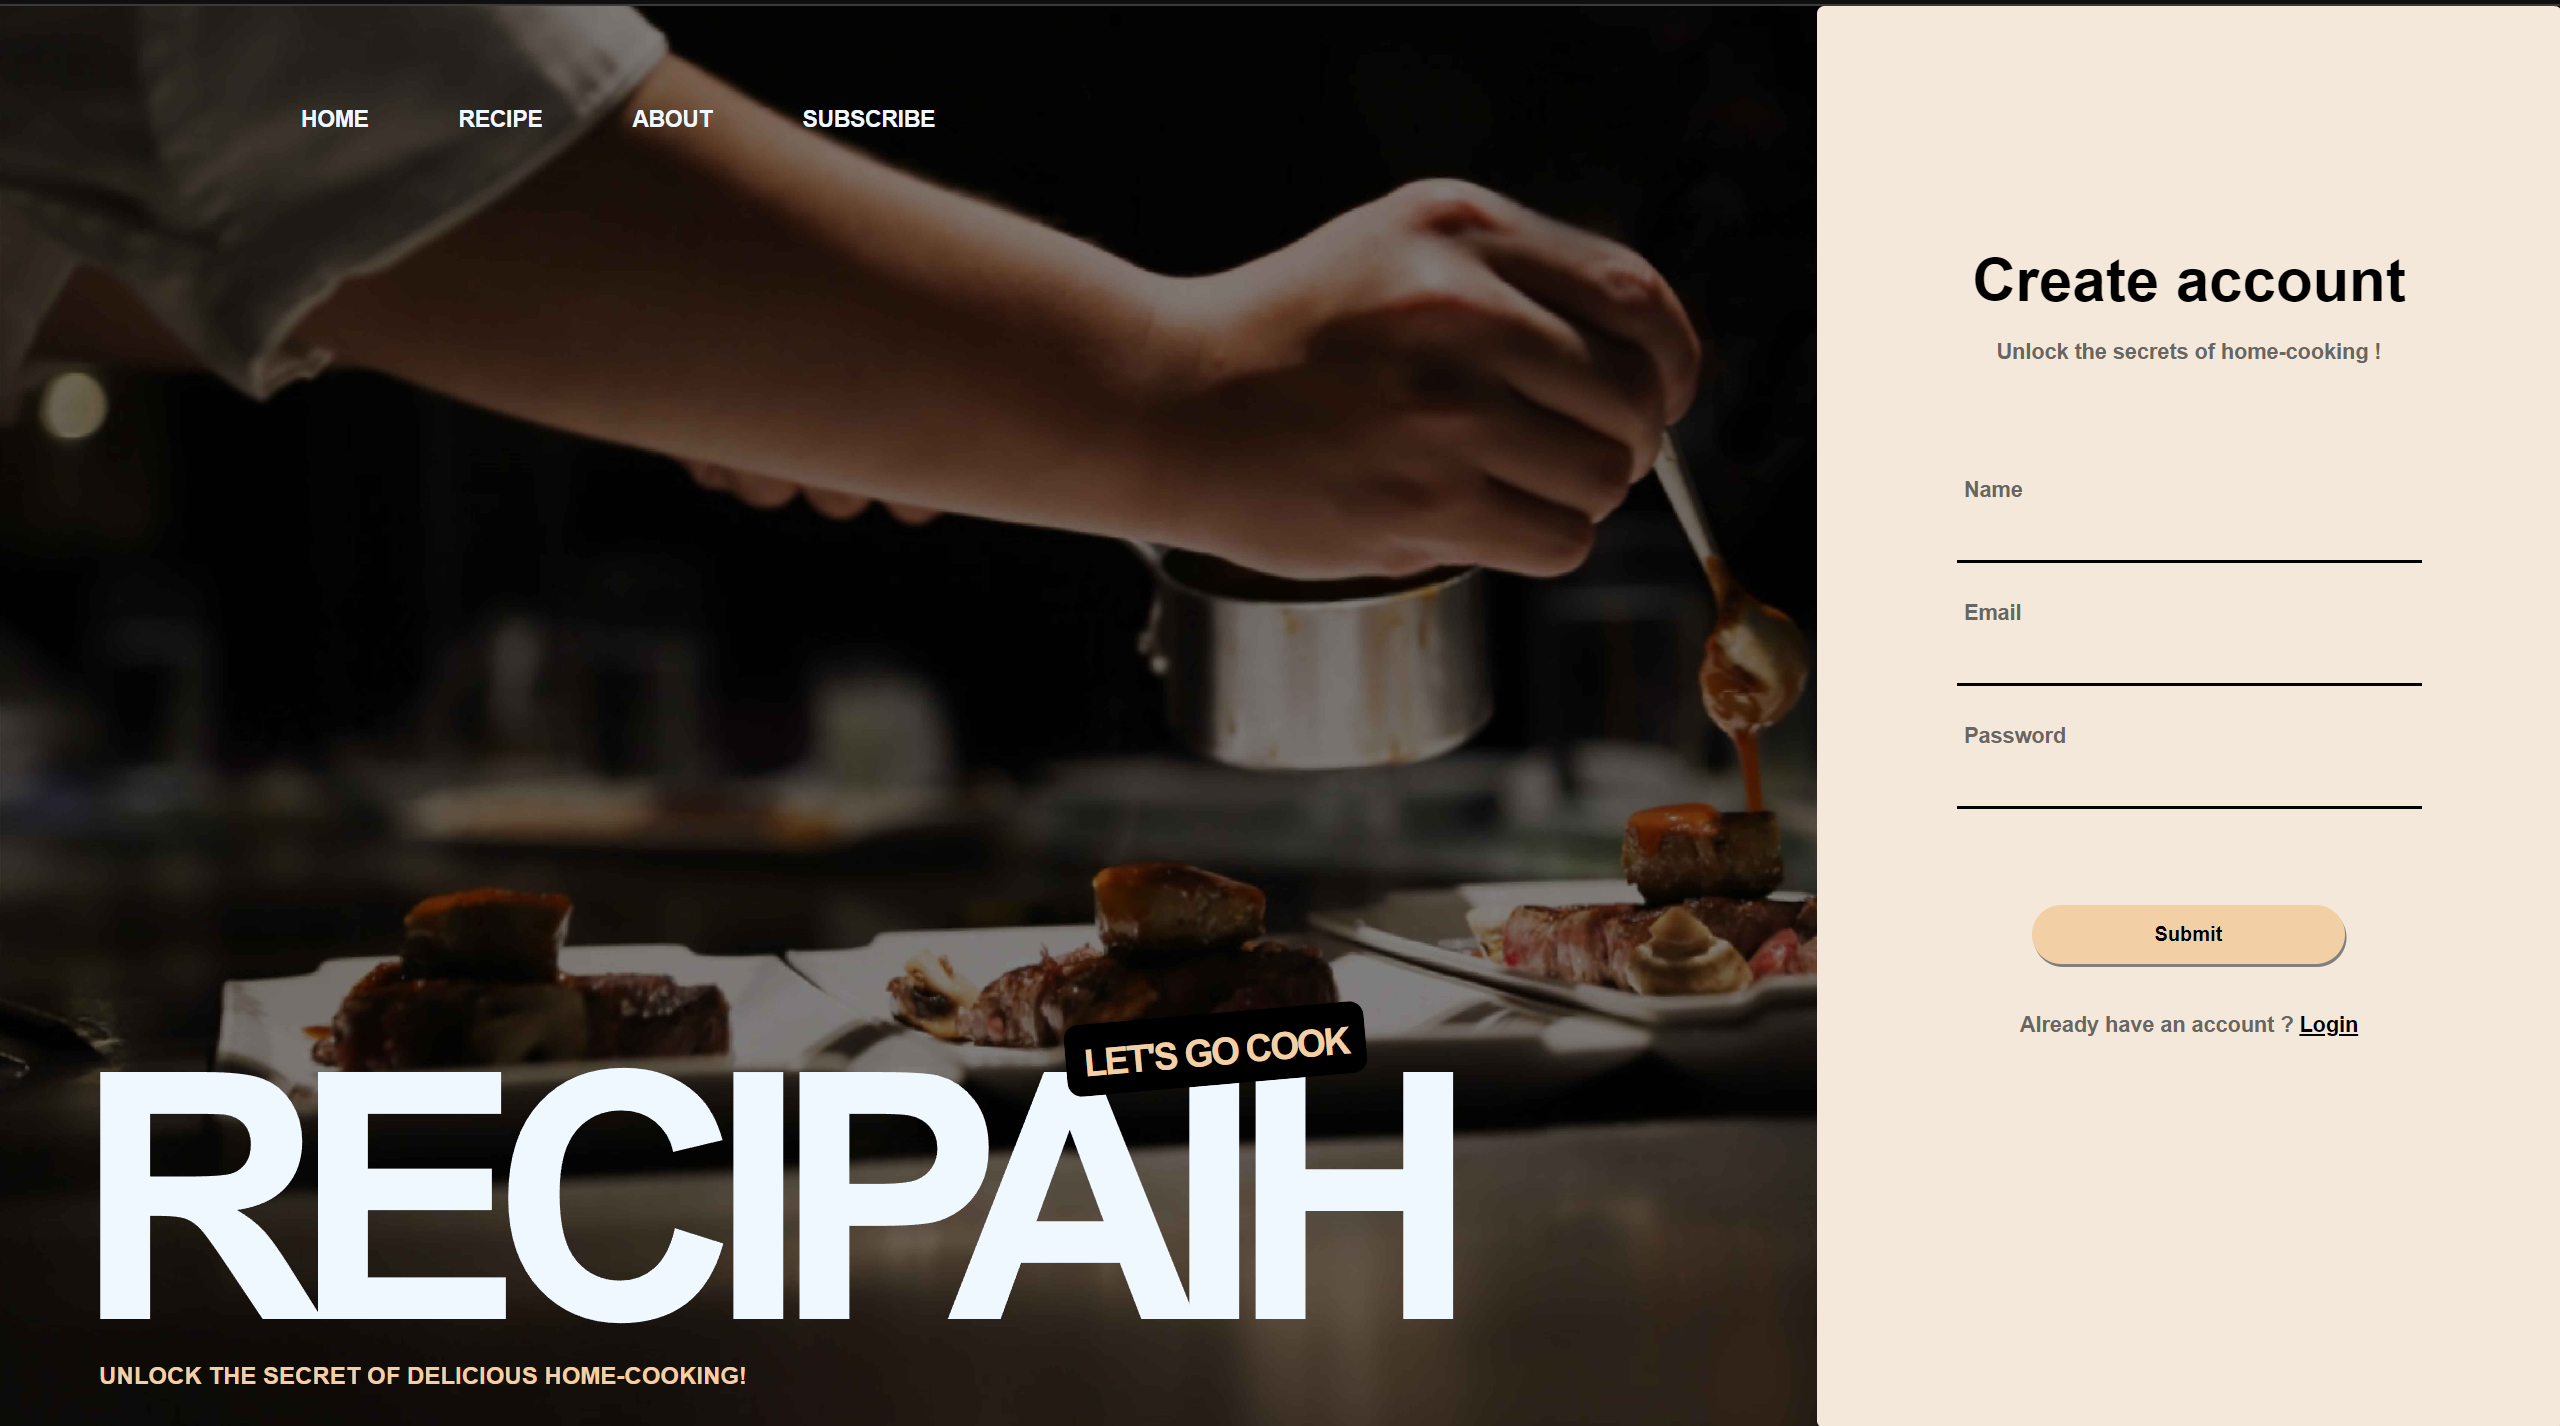 HOME RECIPE ABOUT SUBSCRIBE
LET'S GO COOK
RECIPAIH
UNLOCK THE SECRET OF DELICIOUS HOME-COOKING!
Create account
Unlock the secrets of home-cooking !
Name
Email
Password
Submit
Already have an account ? Login